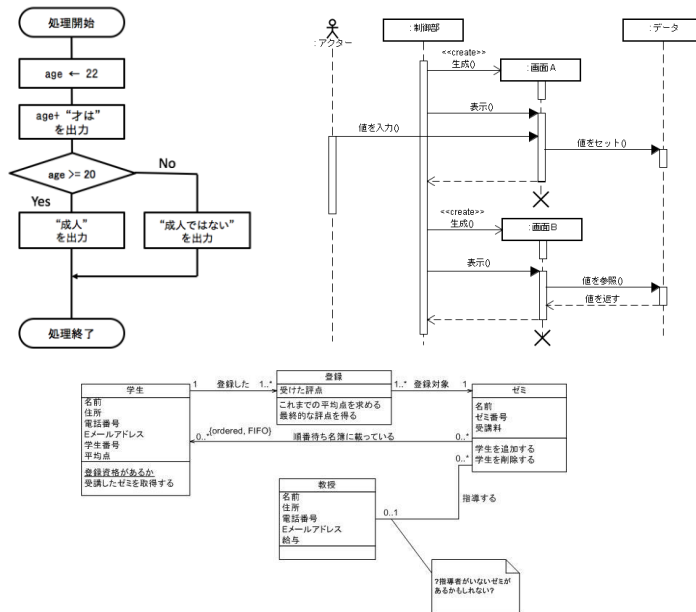 処理開始
age ← 22
age+ “才は”
を出力
age >= 20
Yes
No
“成人”
を出力
“成人ではない”
を出力
処理終了
: アクター
: 制御部
: データ
<<create>>
生成()
: 画面A
表示()
値を入力()
値をセット()
<<create>>
生成()
: 画面B
表示()
値を参照()
値を返す
学生
名前
住所
電話番号
Eメールアドレス
学生番号
平均点
登録資格があるか
受講したゼミを取得する
1
登録した
1..*
登録
受けた評点
これまでの平均点を求める
最終的な評点を得る
1..*
登録対象
1
ゼミ
名前
ゼミ番号
受講料
学生を追加する
学生を削除する
{ordered, FIFO}
0..*
順番待ち名簿に載っている
0..*
0..*
指導する
教授
名前
住所
電話番号
Eメールアドレス
給与
0..1
?指導者がいないゼミが
あるかもしれない?